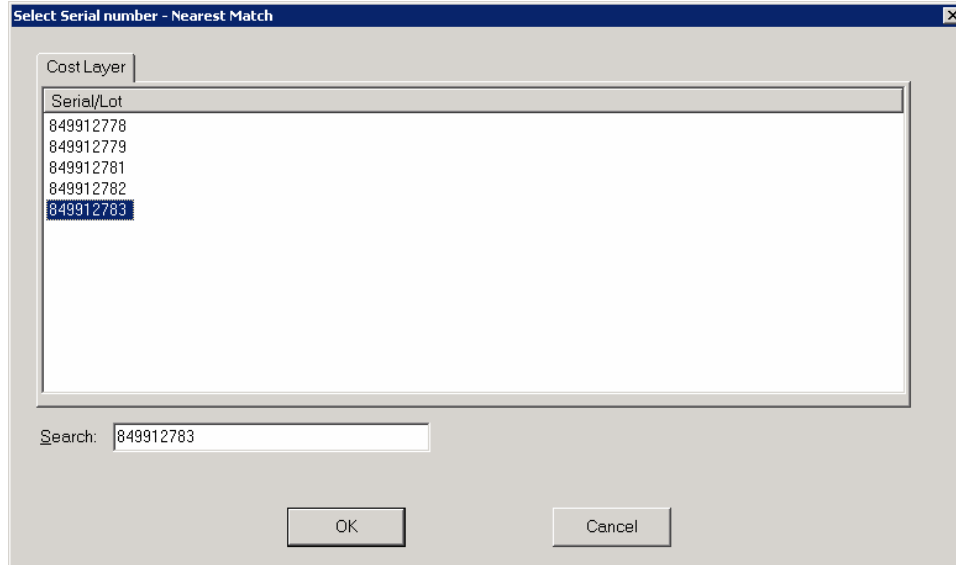 Select Serial number - Nearest Match
Cost Layer
Serial/Lot
849912778
849912779
849912781
849912782
849912783
Search: 849912783
OK Cancel